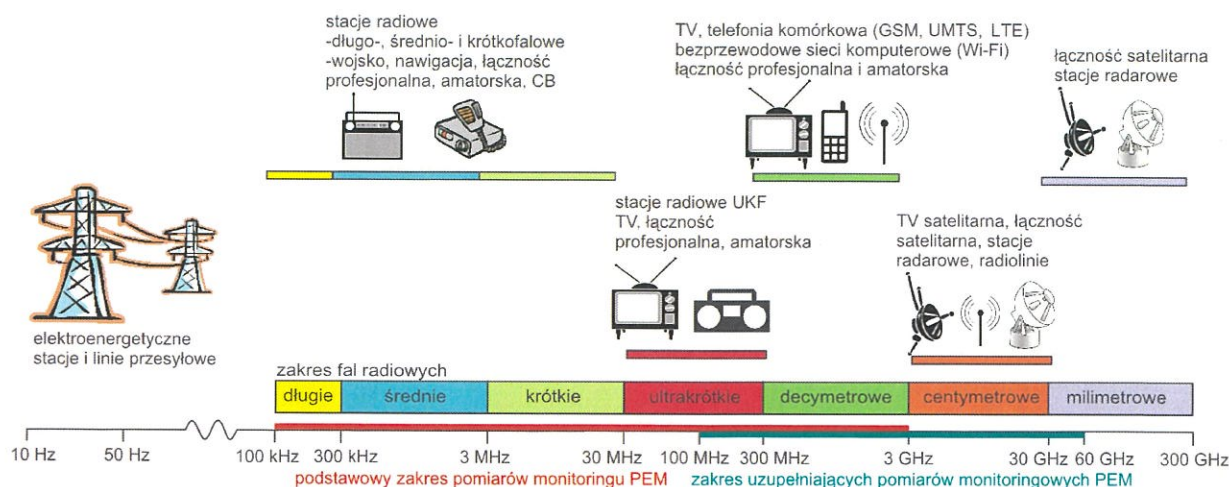 stacje radiowe
-długo-, średnio- i krótkofalowe
-wojsko, nawigacja, łączność
profesjonalna, amatorska, CB
TV, telefonia komórkowa (GSM, UMTS, LTE)
bezprzewodowe sieci komputerowe (Wi-Fi)
łączność profesjonalna i amatorska
łączność satelitarna
stacje radarowe
stacje radiowe UKF
TV, łączność
profesjonalna, amatorska
TV satelitarna, łączność
satelitarna, stacje
radarowe, radiolinie
elektroenergetyczne
stacje i linie przesyłowe
zakres fal radiowych
długie średnie krótkie ultrakrótkie decymetrowe centymetrowe milimetrowe
10 Hz 50 Hz 100 kHz 300 kHz 3 MHz 30 MHz 100 MHz 300 MHz 3 GHz 30 GHz 60 GHz 300 GHz
podstawowy zakres pomiarów monitoringu PEM zakres uzupełniających pomiarów monitoringowych PEM